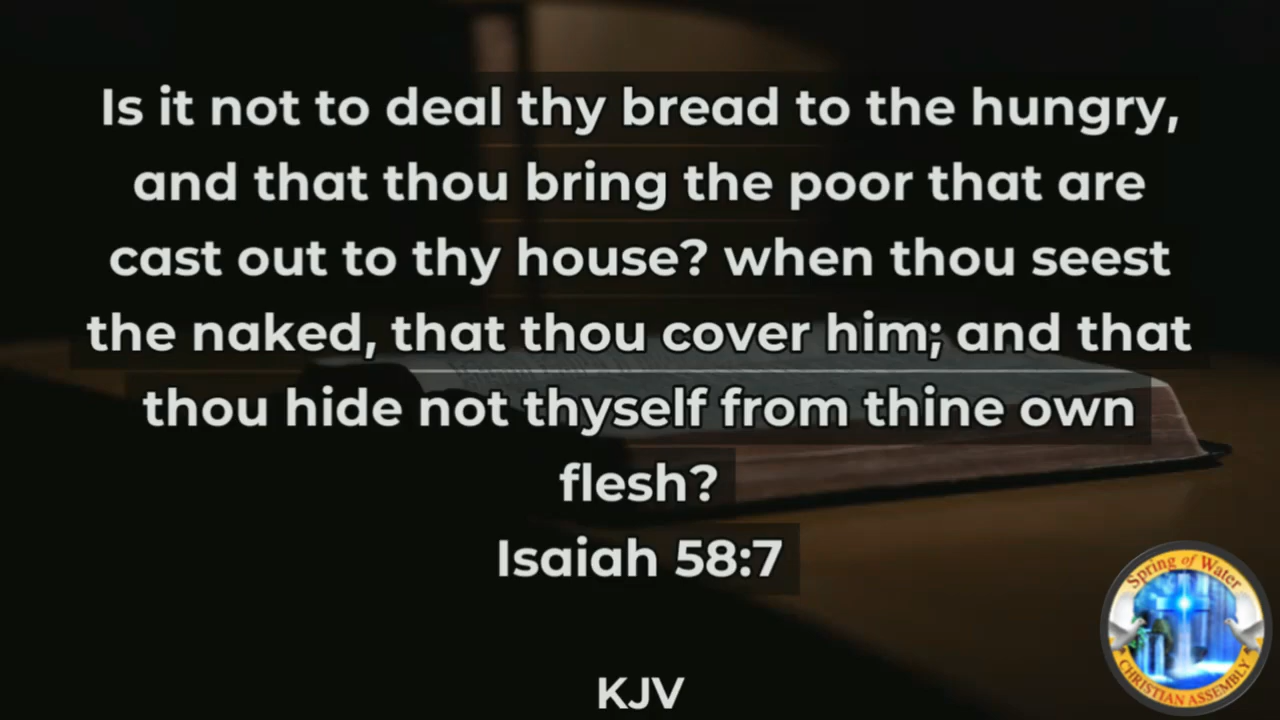 Is it not to deal thy bread to the hungry,
and that thou bring the poor that are
cast out to thy house? when thou seest
the naked, that thou cover him; and that
thou hide not thyself from thine own
flesh?
Isaiah 58:7
KJV
Spring of Water
CHRISTIAN ASSEMBLY